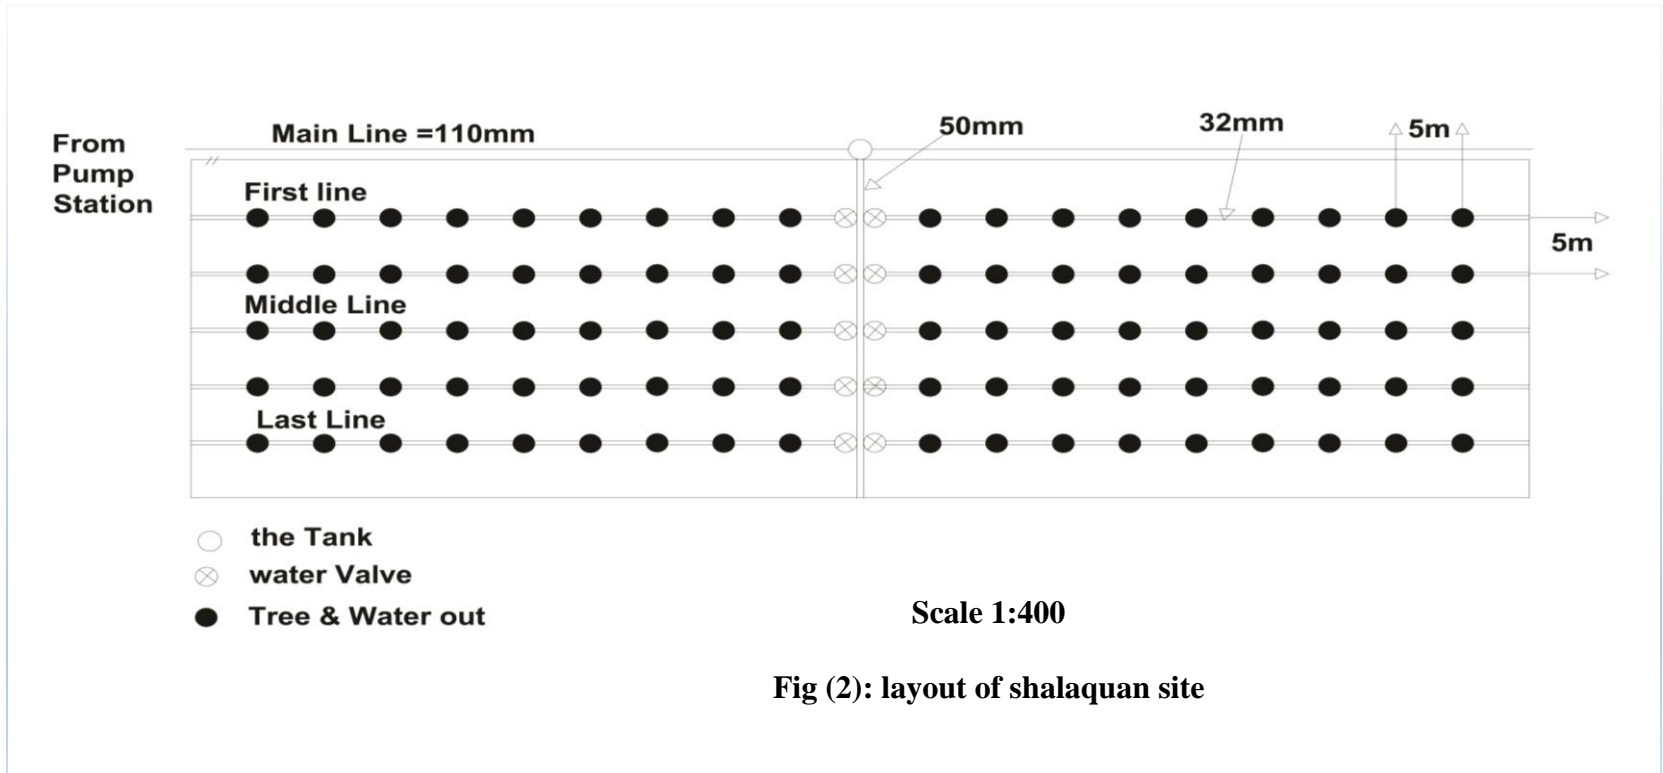 From
Pump
Station
Main Line =110mm
50mm
32mm
5m
First line
5m
Middle Line
Last Line
the Tank
water Valve
Tree & Water out
Scale 1:400
Fig (2): layout of shalaquan site